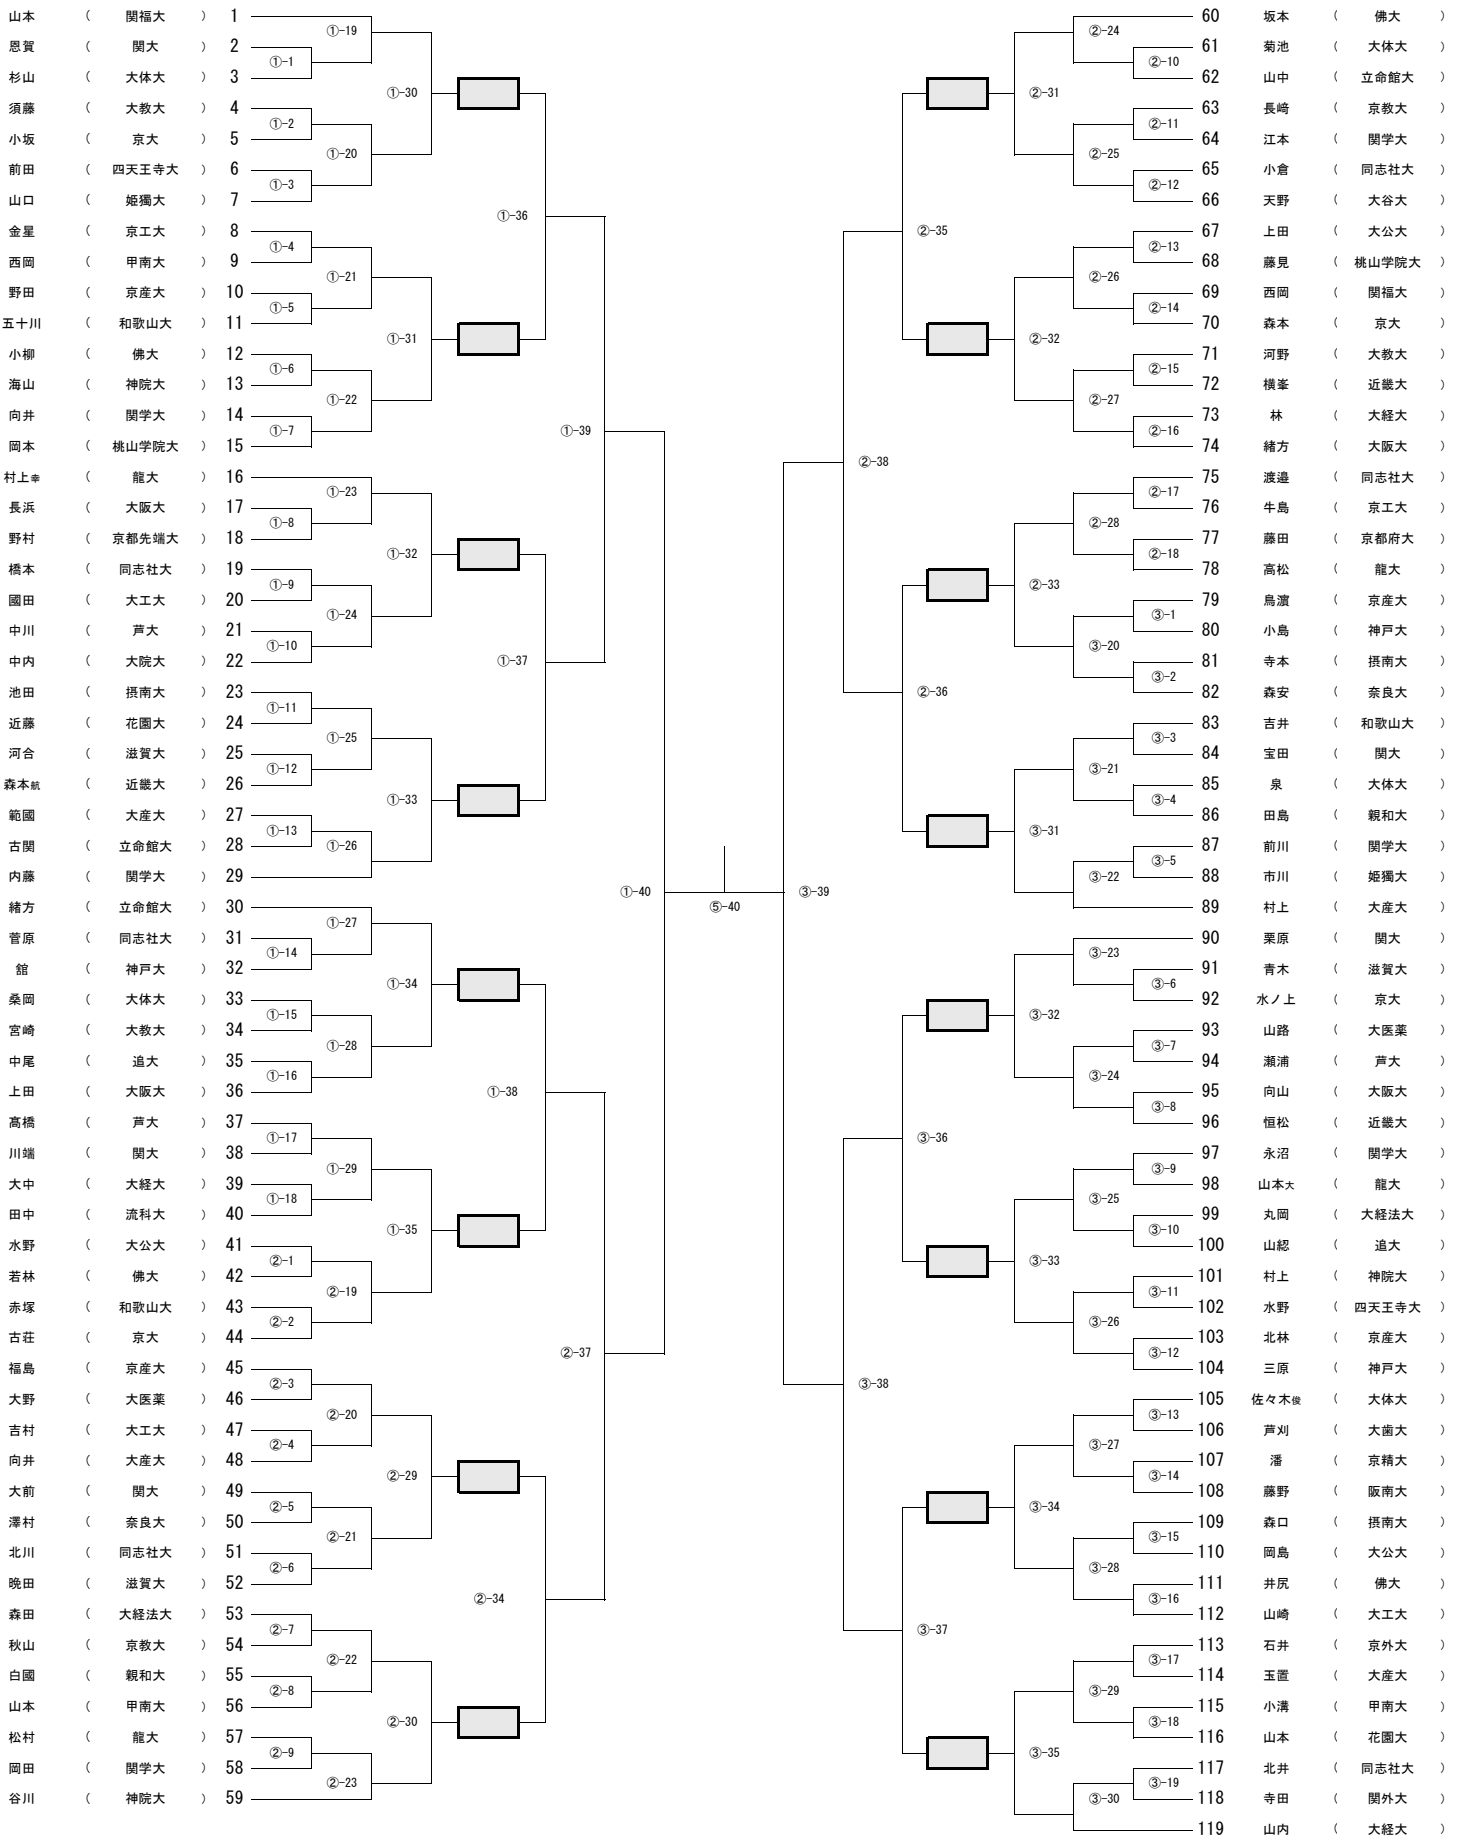 山本 ( 関福大 ) 1
恩賀 ( 関大 ) 2
杉山 ( 大体大 ) 3
須藤 ( 大教大 ) 4
小坂 ( 京大 ) 5
前田 ( 四天王寺大 ) 6
山口 ( 姫獨大 ) 7
金星 ( 京工大 ) 8
西岡 ( 甲南大 ) 9
野田 ( 京産大 ) 10
五十川 ( 和歌山大 ) 11
小柳 ( 佛大 ) 12
海山 ( 神院大 ) 13
向井 ( 関学大 ) 14
岡本 ( 桃山学院大 ) 15
村上幸 ( 龍大 ) 16
長浜 ( 大阪大 ) 17
野村 ( 京都先端大 ) 18
橋本 ( 同志社大 ) 19
國田 ( 大工大 ) 20
中川 ( 芦大 ) 21
中内 ( 大院大 ) 22
池田 ( 摂南大 ) 23
近藤 ( 花園大 ) 24
河合 ( 滋賀大 ) 25
森本航 ( 近畿大 ) 26
範國 ( 大産大 ) 27
古関 ( 立命館大 ) 28
内藤 ( 関学大 ) 29
緒方 ( 立命館大 ) 30
菅原 ( 同志社大 ) 31
舘 ( 神戸大 ) 32
桑岡 ( 大体大 ) 33
宮崎 ( 大教大 ) 34
中尾 ( 追大 ) 35
上田 ( 大阪大 ) 36
髙橋 ( 芦大 ) 37
川端 ( 関大 ) 38
大中 ( 大経大 ) 39
田中 ( 流科大 ) 40
水野 ( 大公大 ) 41
若林 ( 佛大 ) 42
赤塚 ( 和歌山大 ) 43
古荘 ( 京大 ) 44
福島 ( 京産大 ) 45
大野 ( 大医薬 ) 46
吉村 ( 大工大 ) 47
向井 ( 大産大 ) 48
大前 ( 関大 ) 49
澤村 ( 奈良大 ) 50
北川 ( 同志社大 ) 51
晩田 ( 滋賀大 ) 52
森田 ( 大経法大 ) 53
秋山 ( 京教大 ) 54
白國 ( 親和大 ) 55
山本 ( 甲南大 ) 56
松村 ( 龍大 ) 57
岡田 ( 関学大 ) 58
谷川 ( 神院大 ) 59
①-1
①-2
①-3
①-4
①-5
①-6
①-7
①-8
①-9
①-10
①-11
①-12
①-13
①-14
①-15
①-16
①-17
①-18
②-1
②-2
②-3
②-4
②-5
②-6
②-7
②-8
②-9
①-19
①-20
①-21
①-22
①-23
①-24
①-25
①-26
①-27
①-28
①-29
②-19
②-20
②-21
②-22
②-23
①-30
①-31
①-32
①-33
①-34
①-35
②-29
②-30
①-36
①-37
①-38
②-34
①-39
②-37
①-40
⑤-40
③-39
②-38
③-38
②-35
②-36
③-36
③-37
②-31
②-32
②-33
③-31
③-32
③-33
③-34
③-35
②-24
②-25
②-26
②-27
②-28
③-20
③-21
③-22
③-23
③-24
③-25
③-26
③-27
③-28
③-29
③-30
②-10
②-11
②-12
②-13
②-14
②-15
②-16
②-17
②-18
③-1
③-2
③-3
③-4
③-5
③-6
③-7
③-8
③-9
③-10
③-11
③-12
③-13
③-14
③-15
③-16
③-17
③-18
③-19
60 坂本 ( 佛大 )
61 菊池 ( 大体大 )
62 山中 ( 立命館大 )
63 長﨑 ( 京教大 )
64 江本 ( 関学大 )
65 小倉 ( 同志社大 )
66 天野 ( 大谷大 )
67 上田 ( 大公大 )
68 藤見 ( 桃山学院大 )
69 西岡 ( 関福大 )
70 森本 ( 京大 )
71 河野 ( 大教大 )
72 横峯 ( 近畿大 )
73 林 ( 大経大 )
74 緒方 ( 大阪大 )
75 渡邉 ( 同志社大 )
76 牛島 ( 京工大 )
77 藤田 ( 京都府大 )
78 高松 ( 龍大 )
79 鳥濵 ( 京産大 )
80 小島 ( 神戸大 )
81 寺本 ( 摂南大 )
82 森安 ( 奈良大 )
83 吉井 ( 和歌山大 )
84 宝田 ( 関大 )
85 泉 ( 大体大 )
86 田島 ( 親和大 )
87 前川 ( 関学大 )
88 市川 ( 姫獨大 )
89 村上 ( 大産大 )
90 栗原 ( 関大 )
91 青木 ( 滋賀大 )
92 水ノ上 ( 京大 )
93 山路 ( 大医薬 )
94 瀬浦 ( 芦大 )
95 向山 ( 大阪大 )
96 恒松 ( 近畿大 )
97 永沼 ( 関学大 )
98 山本大 ( 龍大 )
99 丸岡 ( 大経法大 )
100 山綛 ( 追大 )
101 村上 ( 神院大 )
102 水野 ( 四天王寺大 )
103 北林 ( 京産大 )
104 三原 ( 神戸大 )
105 佐々木俊 ( 大体大 )
106 芦刈 ( 大歯大 )
107 潘 ( 京精大 )
108 藤野 ( 阪南大 )
109 森口 ( 摂南大 )
110 岡島 ( 大公大 )
111 井尻 ( 佛大 )
112 山崎 ( 大工大 )
113 石井 ( 京外大 )
114 玉置 ( 大産大 )
115 小溝 ( 甲南大 )
116 山本 ( 花園大 )
117 北井 ( 同志社大 )
118 寺田 ( 関外大 )
119 山内 ( 大経大 )